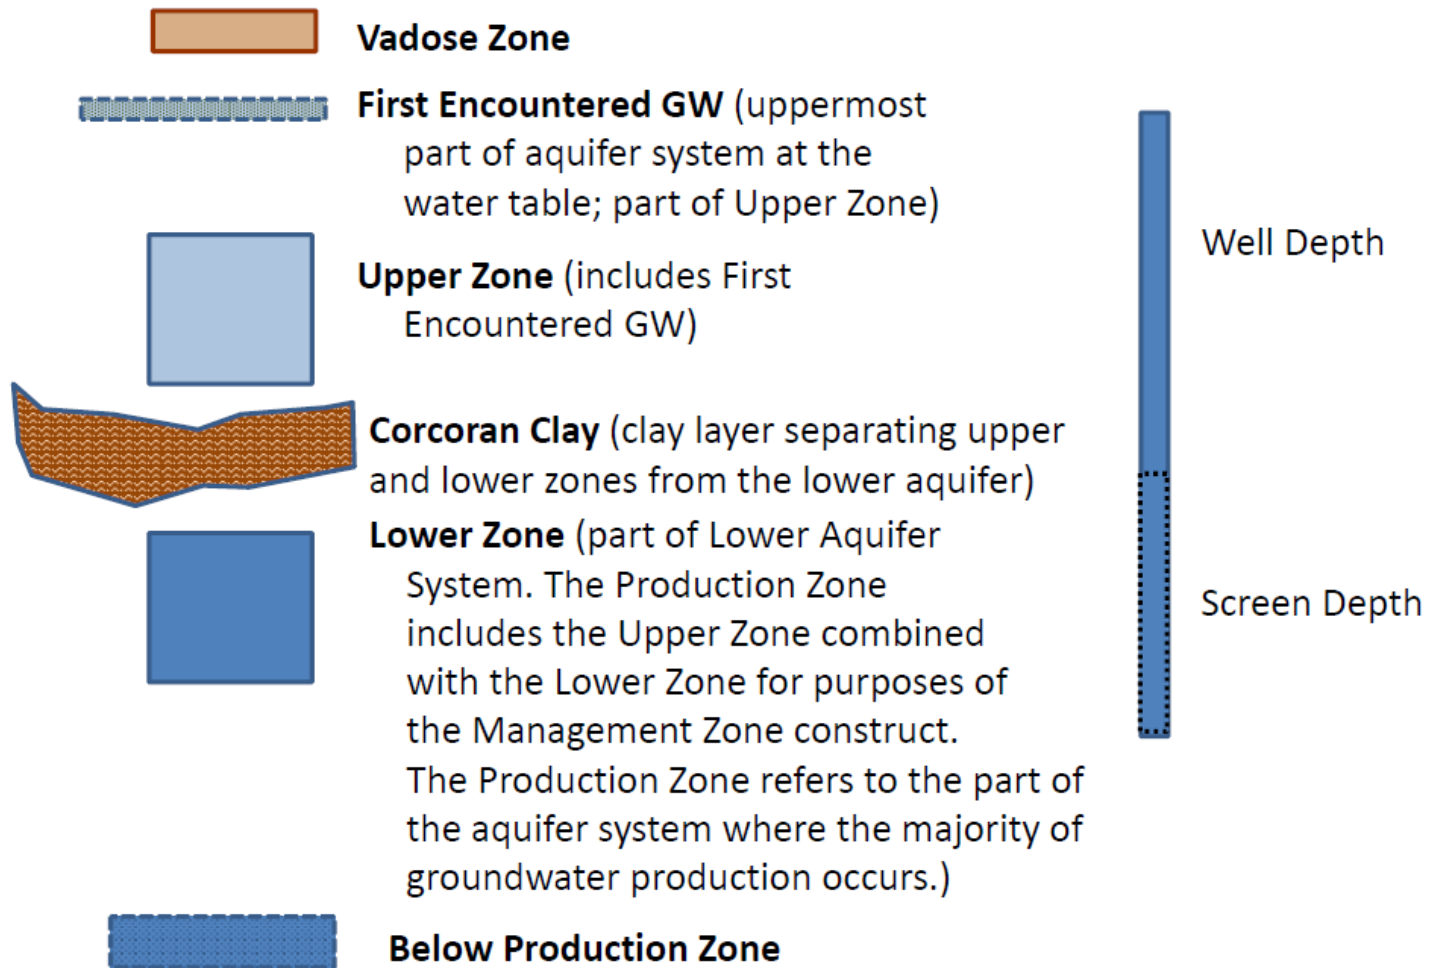 Vadose Zone
First Encountered GW (uppermost
part of aquifer system at the
water table; part of Upper Zone)
Upper Zone (includes First
Encountered GW)
Corcoran Clay (clay layer separating upper
and lower zones from the lower aquifer)
Lower Zone (part of Lower Aquifer
System. The Production Zone
includes the Upper Zone combined
with the Lower Zone for purposes of
the Management Zone construct.
The Production Zone refers to the part of
the aquifer system where the majority of
groundwater production occurs.)
Below Production Zone
Well Depth
Screen Depth